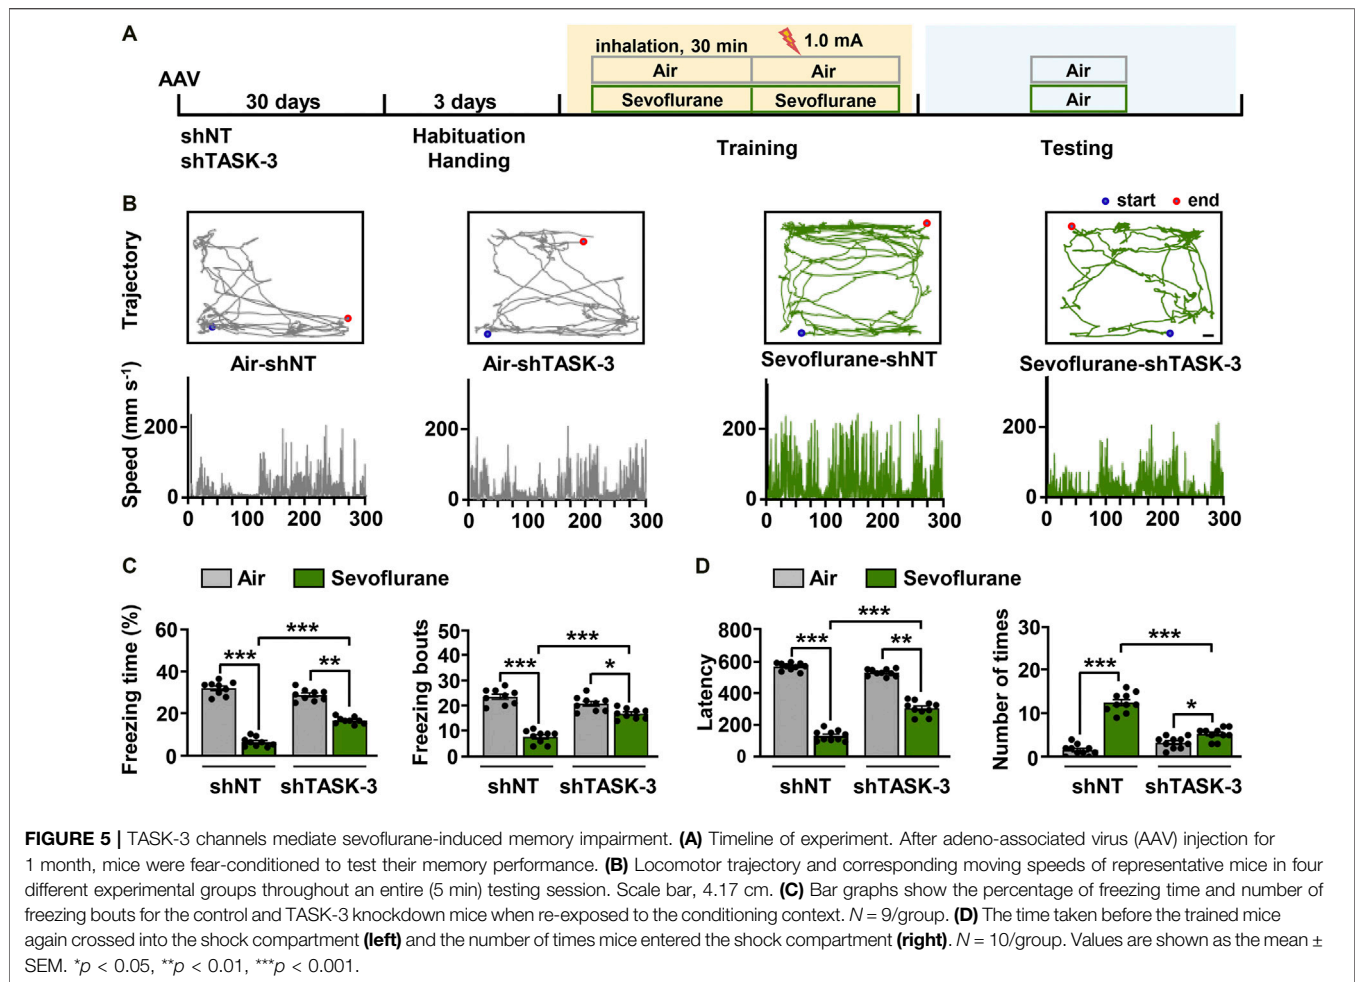 A
inhalation, 30 min
1.0 mA
Air Air Air
AAV
30 days 3 days Sevoflurane Sevoflurane Air
shNT
shTASK-3
Habituation
Handing
Training Testing
B
start end
Trajectory
Air-shNT Air-shTASK-3 Sevoflurane-shNT Sevoflurane-shTASK-3
Speed (mm s-1)
200 200 200 200
0 0 0 0
0 100 200 300 0 100 200 300 0 100 200 300 0 100 200 300
C Air Sevoflurane
D Air Sevoflurane
Freezing time (%)
60
40
20
0
*** *** **
shNT shTASK-3
Freezing bouts
50
40
30
20
10
0
*** *** *
shNT shTASK-3
Latency
800
600
400
200
0
*** *** **
shNT shTASK-3
Number of times
30
20
10
0
*** *** *
shNT shTASK-3
FIGURE 5 | TASK-3 channels mediate sevoflurane-induced memory impairment. (A) Timeline of experiment. After adeno-associated virus (AAV) injection for
1 month, mice were fear-conditioned to test their memory performance. (B) Locomotor trajectory and corresponding moving speeds of representative mice in four
different experimental groups throughout an entire (5 min) testing session. Scale bar, 4.17 cm. (C) Bar graphs show the percentage of freezing time and number of
freezing bouts for the control and TASK-3 knockdown mice when re-exposed to the conditioning context. N = 9/group. (D) The time taken before the trained mice
again crossed into the shock compartment (left) and the number of times mice entered the shock compartment (right). N = 10/group. Values are shown as the mean ±
SEM. *p < 0.05, **p < 0.01, ***p < 0.001.